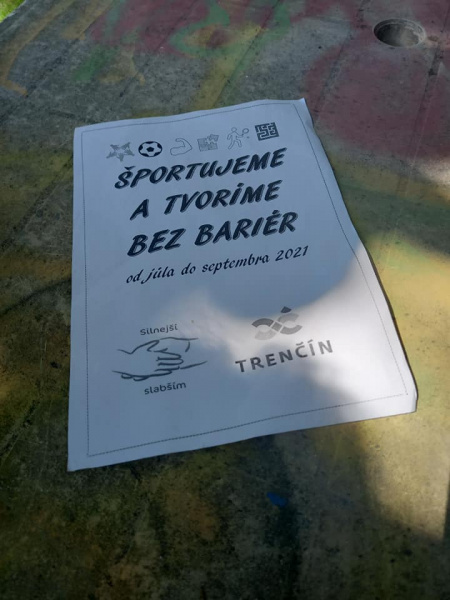 ŠPORTUJEME
A TVORÍME
BEZ BARIÉR
od júla do septembra 2021
Silnejší
slabším
TRENČÍN